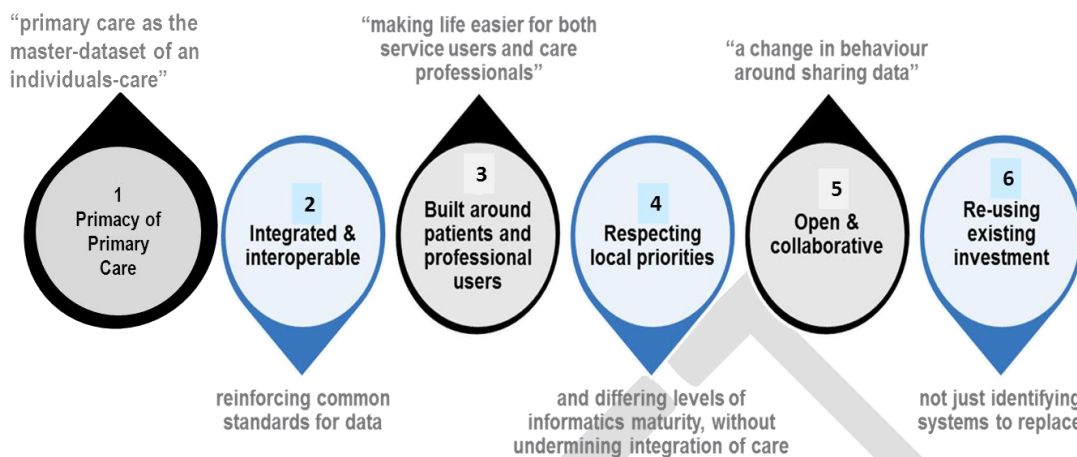 “primary care as the
master-dataset of an
individuals-care”
“making life easier for both
service users and care
professionals”
“a change in behaviour
around sharing data”
1
Primacy of
Primary
Care
2
Integrated &
interoperable
3
Built around
patients and
professional
users
4
Respecting
local priorities
5
Open &
collaborative
6
Re-using
existing
investment
reinforcing common
standards for data
and differing levels of
informatics maturity, without
undermining integration of care
not just identifying
systems to replace